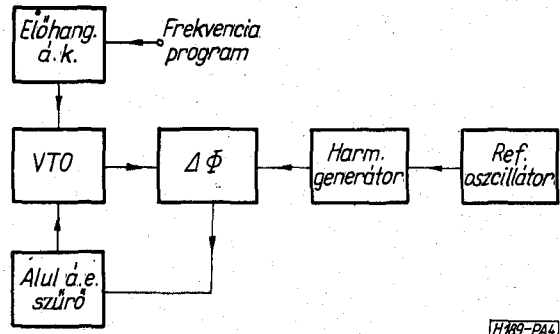 Előhang.
á.k.
Frekvencia
program
VTO
ΔΦ
Harm.
generátor
Ref.
oszcillátor
Alul á.e.
szűrő
H189-PA4